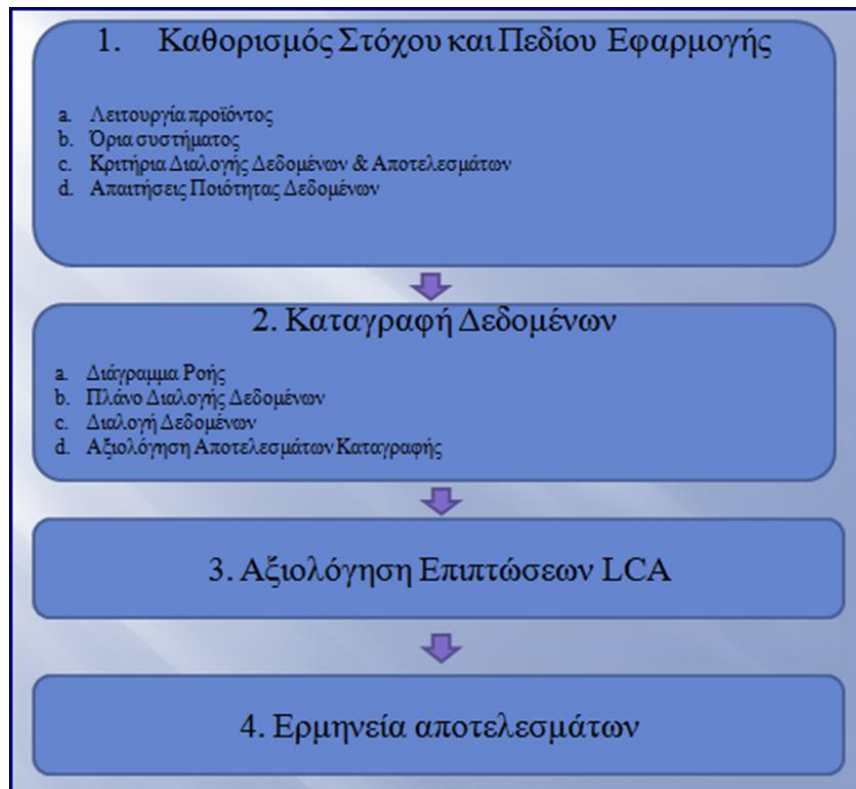 1. Καθορισμός Στόχου και Πεδίου Εφαρμογής
a. Λειτουργία προϊόντος
b. Όρια συστήματος
c. Κριτήρια Διαλογής Δεδομένων & Αποτελεσμάτων
d. Απαιτήσεις Ποιότητας Δεδομένων
2. Καταγραφή Δεδομένων
a. Διάγραμμα Ροής
b. Πλάνο Διαλογής Δεδομένων
c. Διαλογή Δεδομένων
d. Αξιολόγηση Αποτελεσμάτων Καταγραφής
3. Αξιολόγηση Επιπτώσεων LCA
4. Ερμηνεία αποτελεσμάτων